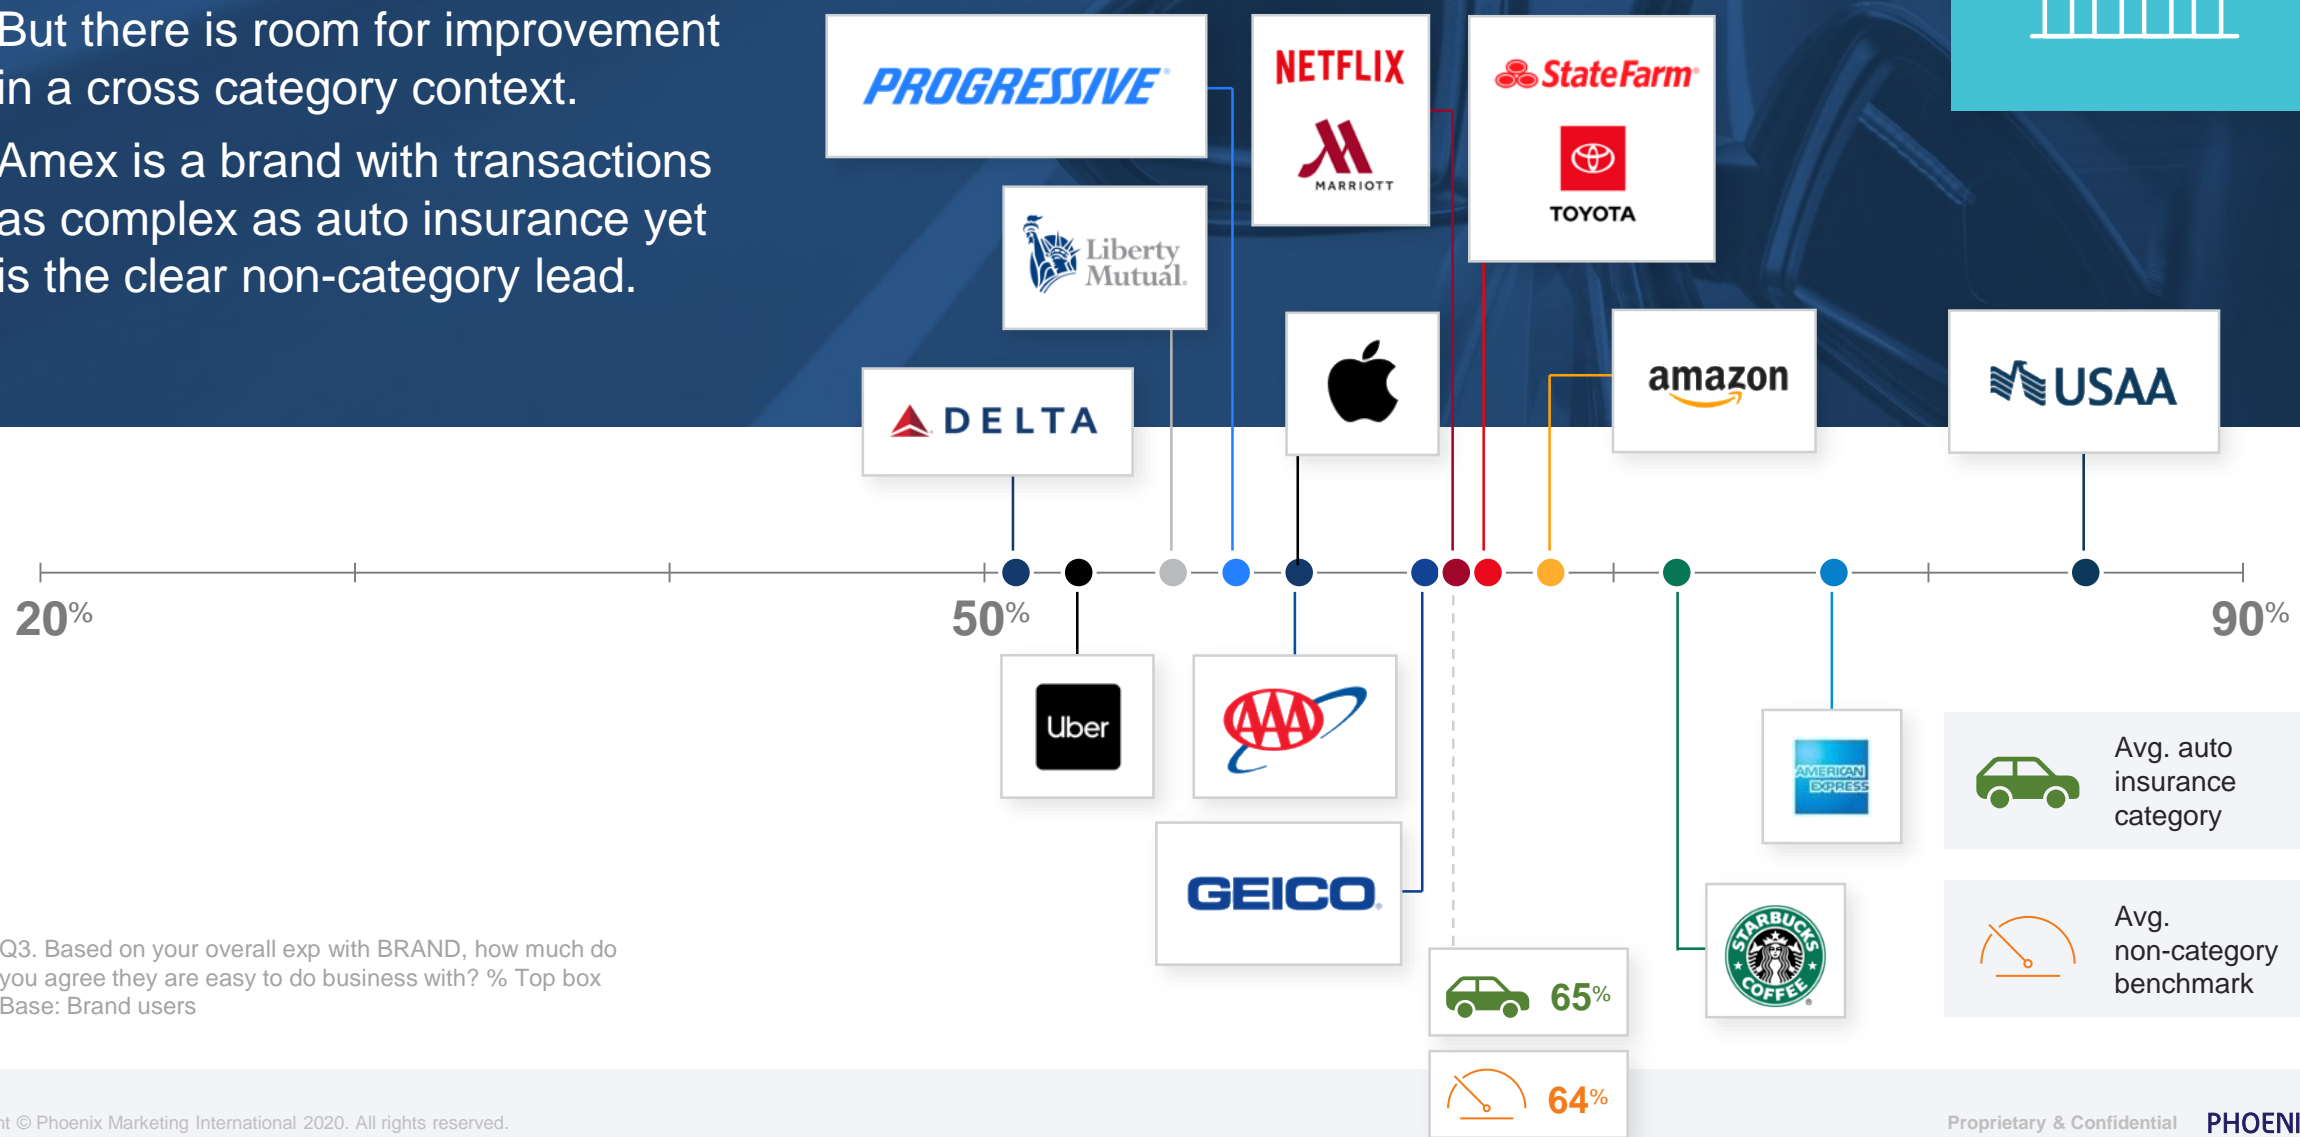 But there is room for improvement
in a cross category context.
Amex is a brand with transactions
as complex as auto insurance yet
is the clear non-category lead.
PROGRESSIVE
NETFLIX
MARRIOTT
StateFarm
TOYOTA
Liberty
Mutual.
DELTA
amazon
USAA
20%
50%
90%
Uber
AAA
GEICO
AMERICAN
EXPRESS
STARBUCKS
COFFEE
Avg. auto
insurance
category
Avg.
non-category
benchmark
65%
64%
Q3. Based on your overall exp with BRAND, how much do
you agree they are easy to do business with? % Top box
Base: Brand users
nt © Phoenix Marketing International 2020. All rights reserved.
Proprietary & Confidential
PHOENI